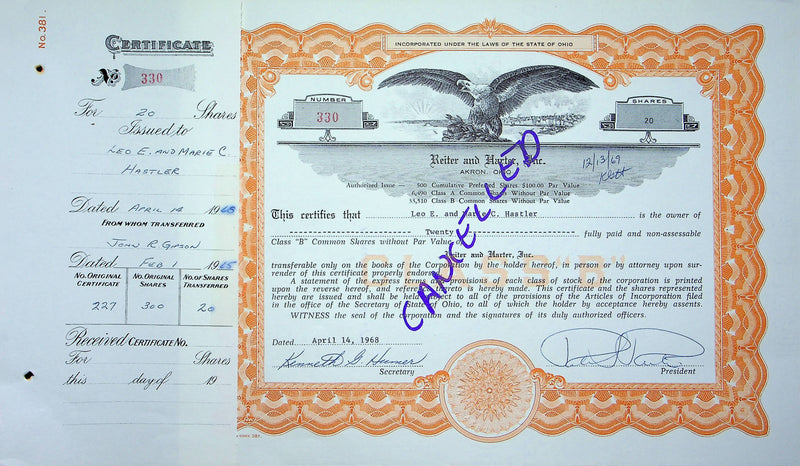 No. 381.
CERTIFICATE
No 330
For 20 Shares
Issued to
LEO E. AND MARIE C.
HASTLER
Dated APRIL 14 1968
FROM WHOM TRANSFERRED
JOHN R GIPSON
Dated FEB 1 1965
NO. ORIGINAL CERTIFICATE NO. ORIGINAL SHARES NO. OF SHARES TRANSFERRED
227 300 20
Received CERTIFICATE NO.
For Shares
this day of 19
INCORPORATED UNDER THE LAWS OF THE STATE OF OHIO
NUMBER
330
SHARES
20
Reiter and Harter, Inc.
AKRON, OHIO
12/13/69
Authorized Issue — 500 Cumulative Preferred Shares $100.00 Par Value
6,490 Class A Common Shares Without Par Value
58,510 Class B Common Shares Without Par Value
CANCELLED
This certifies that Leo E. and Marie C. Hastler is the owner of
Twenty fully paid and non-assessable
Class "B" Common Shares without Par Value of
Reiter and Harter, Inc.
CLASS "B"
transferable only on the books of the Corporation by the holder hereof, in person or by attorney upon sur-
render of this certificate properly endorsed.
A statement of the express terms and provisions of each class of stock of the corporation is printed
upon the reverse hereof, and reference thereto is hereby made. This certificate and the shares represented
hereby are issued and shall be held subject to all of the provisions of the Articles of Incorporation filed
in the office of the Secretary of State of Ohio, to all of which the holder by acceptance hereby assents.
WITNESS the seal of the corporation and the signatures of its duly authorized officers.
Dated April 14, 1968
Kenneth G Hunner
Secretary
President